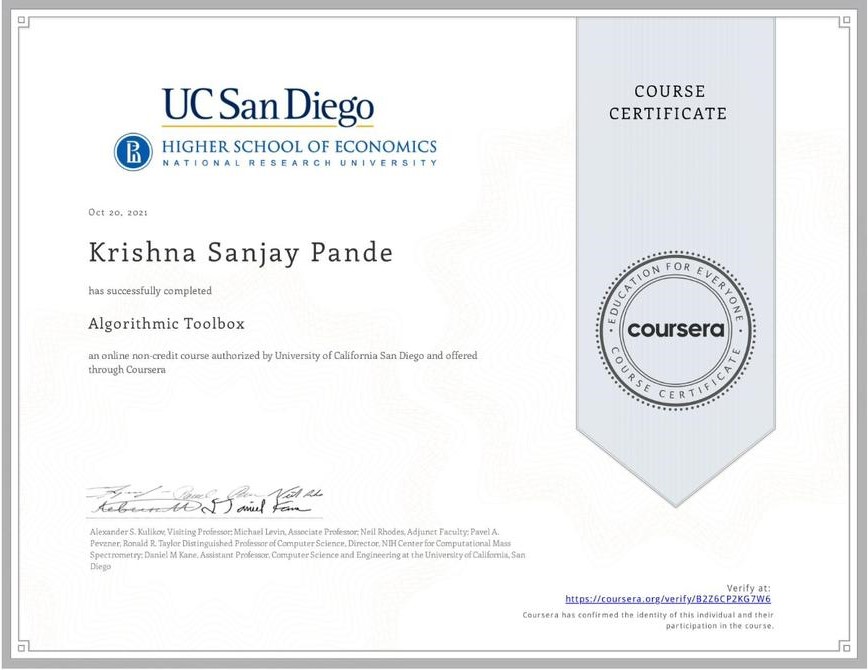 UC San Diego
HIGHER SCHOOL OF ECONOMICS
NATIONAL RESEARCH UNIVERSITY
COURSE
CERTIFICATE
Oct 20, 2021
Krishna Sanjay Pande
has successfully completed
Algorithmic Toolbox
an online non-credit course authorized by University of California San Diego and offered
through Coursera
EDUCATION FOR EVERYONE
coursera
COURSE CERTIFICATE
Alexander S. Kulikov, Visiting Professor; Michael Levin, Associate Professor; Neil Rhodes, Adjunct Faculty; Pavel A.
Pevzner, Ronald R. Taylor Distinguished Professor of Computer Science, Director, NIH Center for Computational Mass
Spectrometry; Daniel M Kane, Assistant Professor, Computer Science and Engineering at the University of California, San
Diego
Verify at:
https://coursera.org/verify/B2Z6CP2KG7W6
Coursera has confirmed the identity of this individual and their
participation in the course.